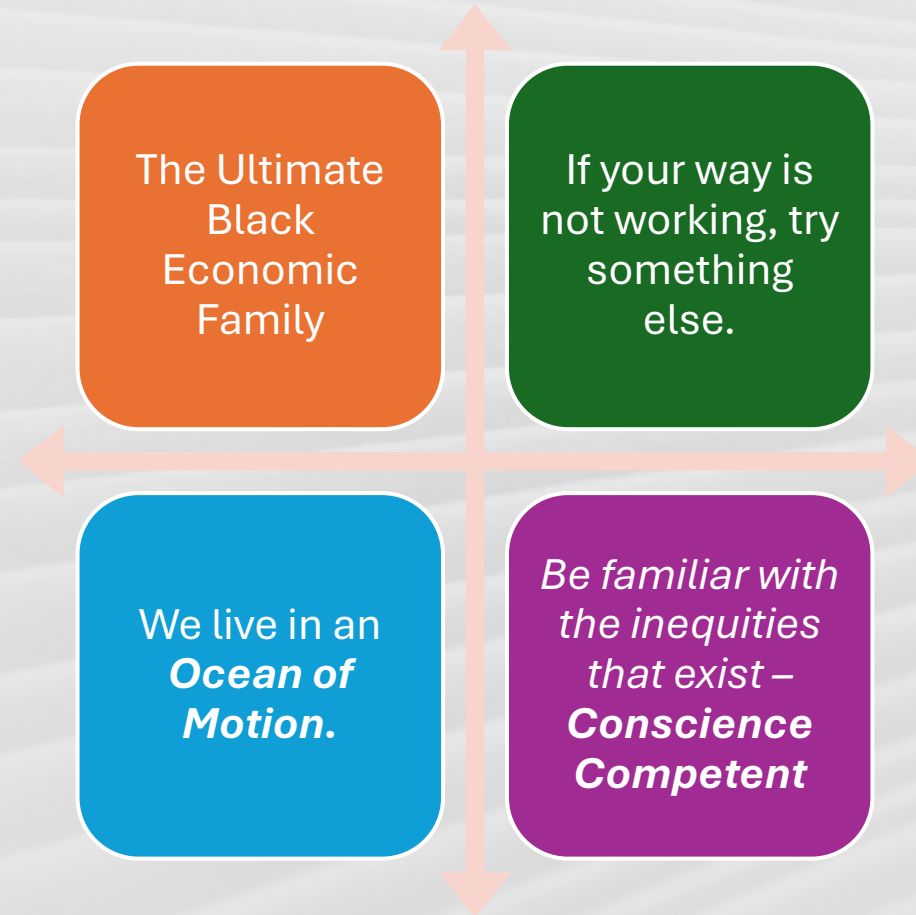 The Ultimate
Black
Economic
Family
If your way is
not working, try
something
else.
We live in an
Ocean of
Motion.
Be familiar with
the inequities
that exist –
Conscience
Competent